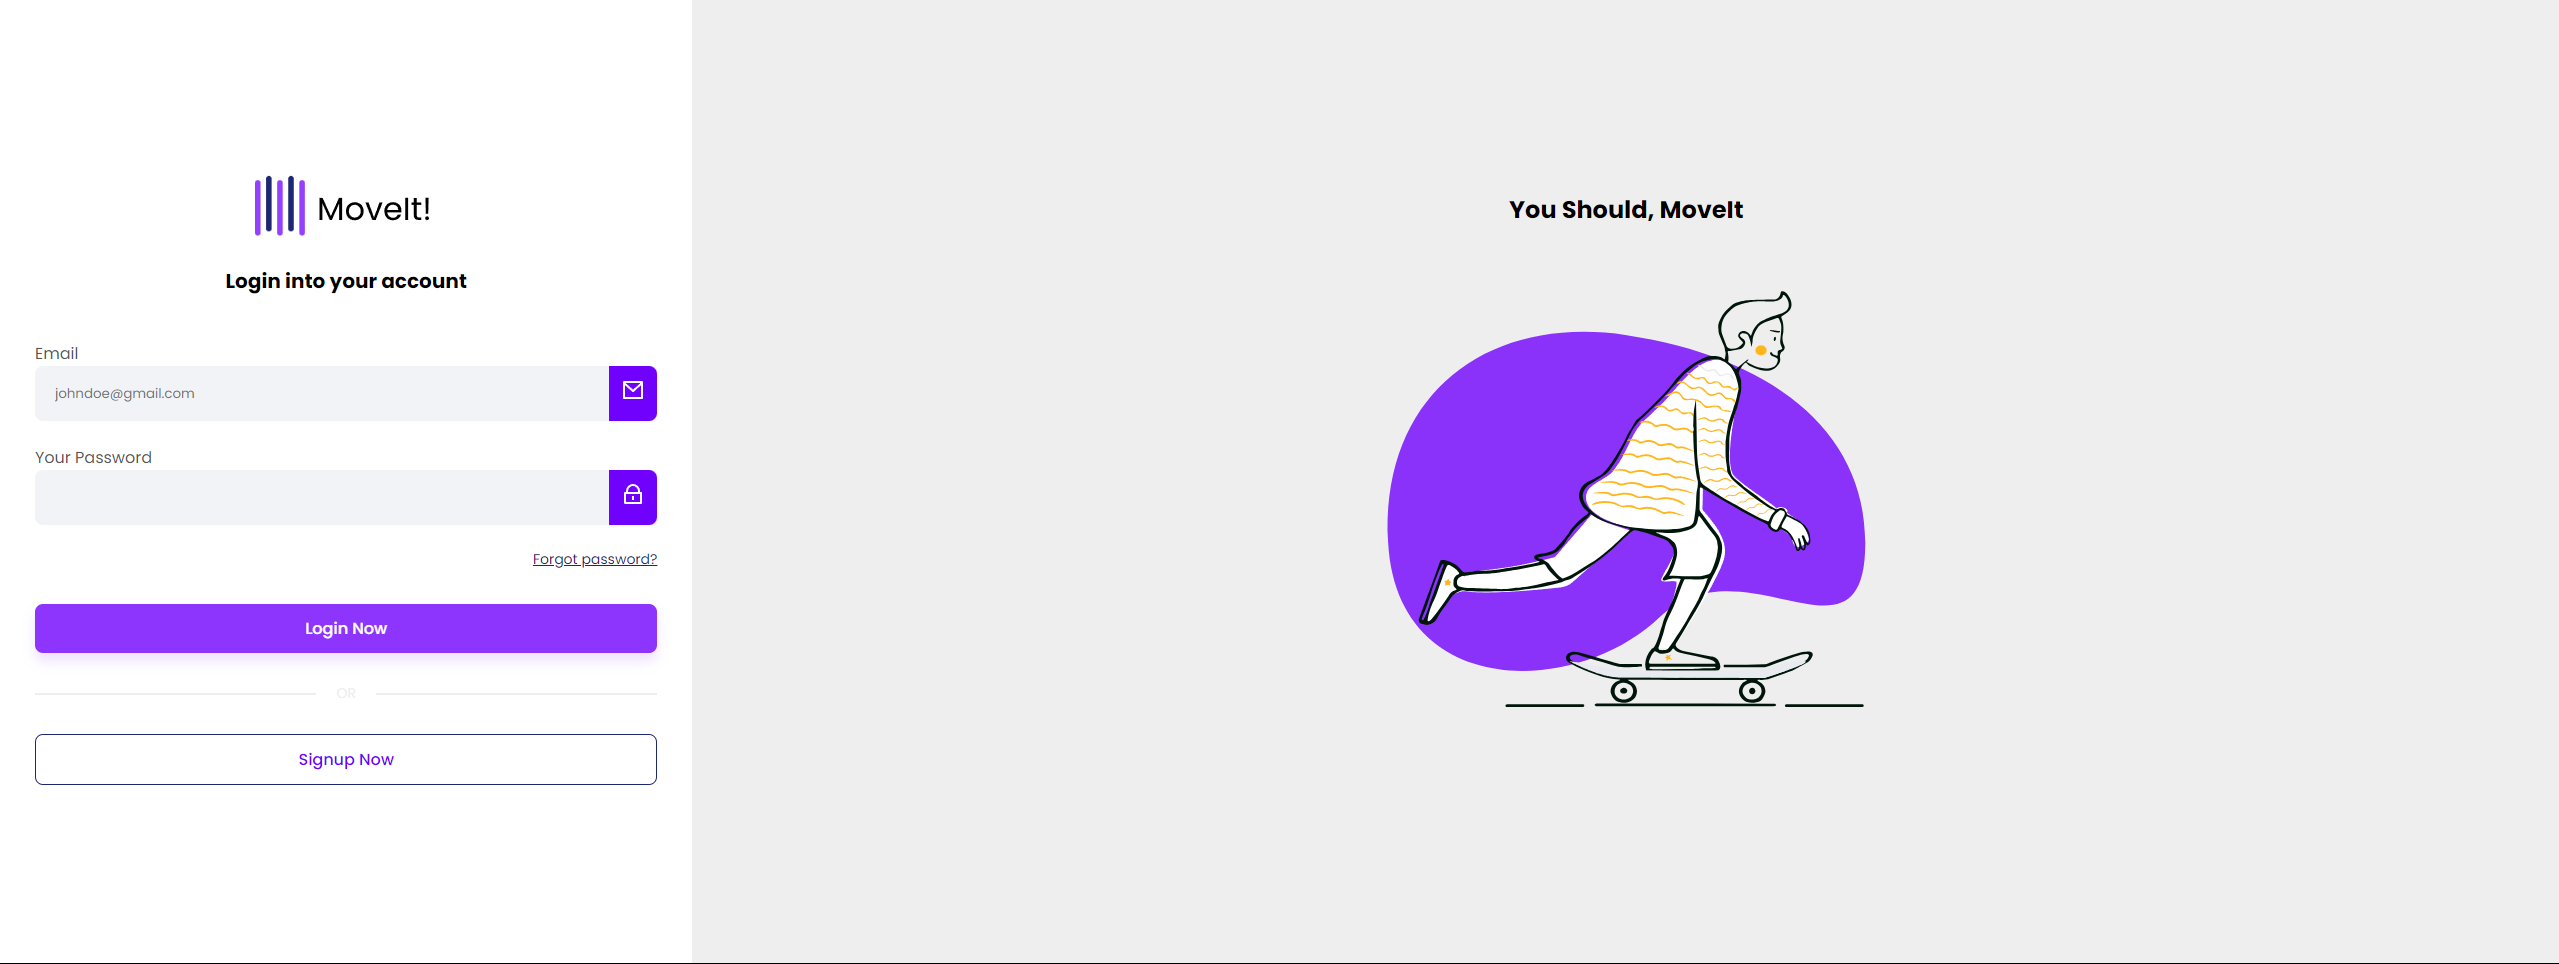 MoveIt!
Login into your account
Email
johndoe@gmail.com
Your Password
Forgot password?
Login Now
OR
Signup Now
You Should, MoveIt